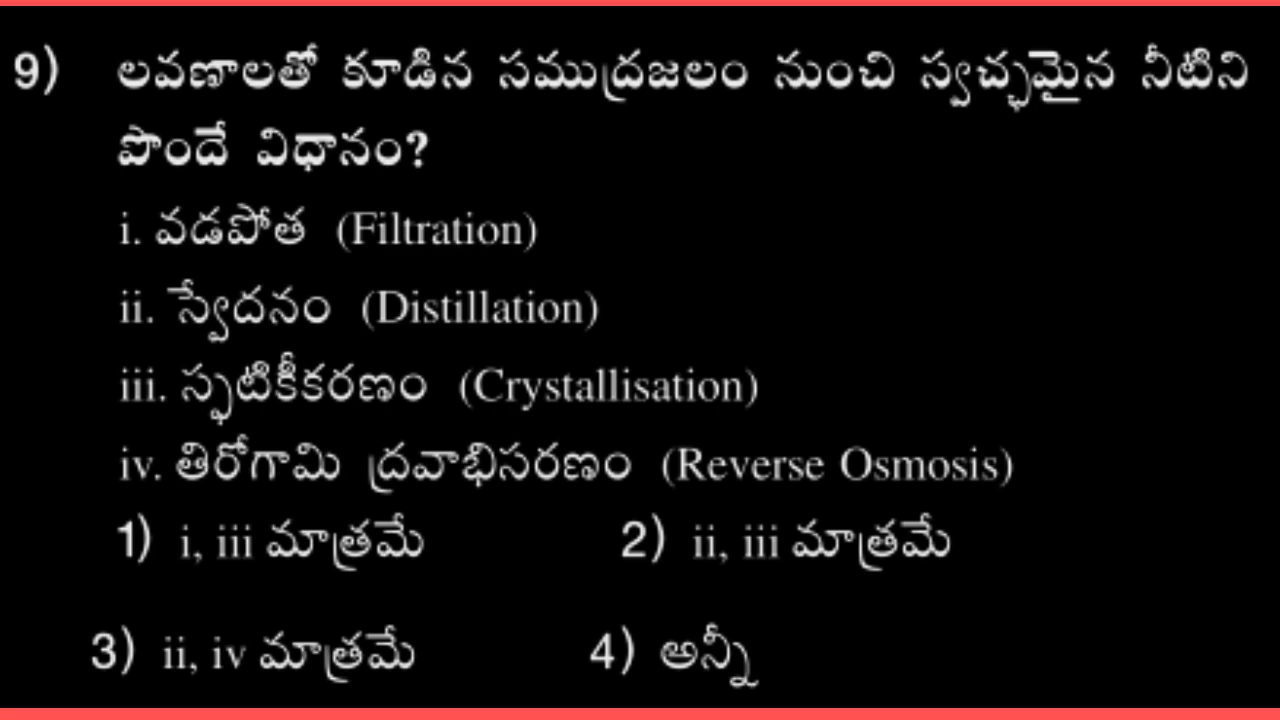 9) లవణాలతో కూడిన సముద్రజలం నుంచి స్వచ్ఛమైన నీటిని
పొందే విధానం?
i. వడపోత (Filtration)
ii. స్వేదనం (Distillation)
iii. స్ఫటికీకరణం (Crystallisation)
iv. తిరోగామి ద్రవాభిసరణం (Reverse Osmosis)
1) i, iii మాత్రమే 2) ii, iii మాత్రమే
3) ii, iv మాత్రమే 4) అన్నీ